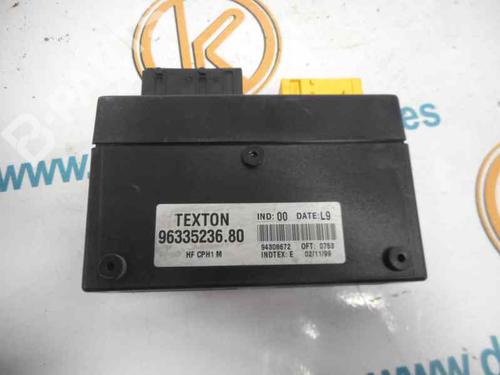 TEXTON IND: 00 DATE: L9
96335236.80
94308672 OFT: 0758
HF CPH1 M INDTEX: E 02/11/99